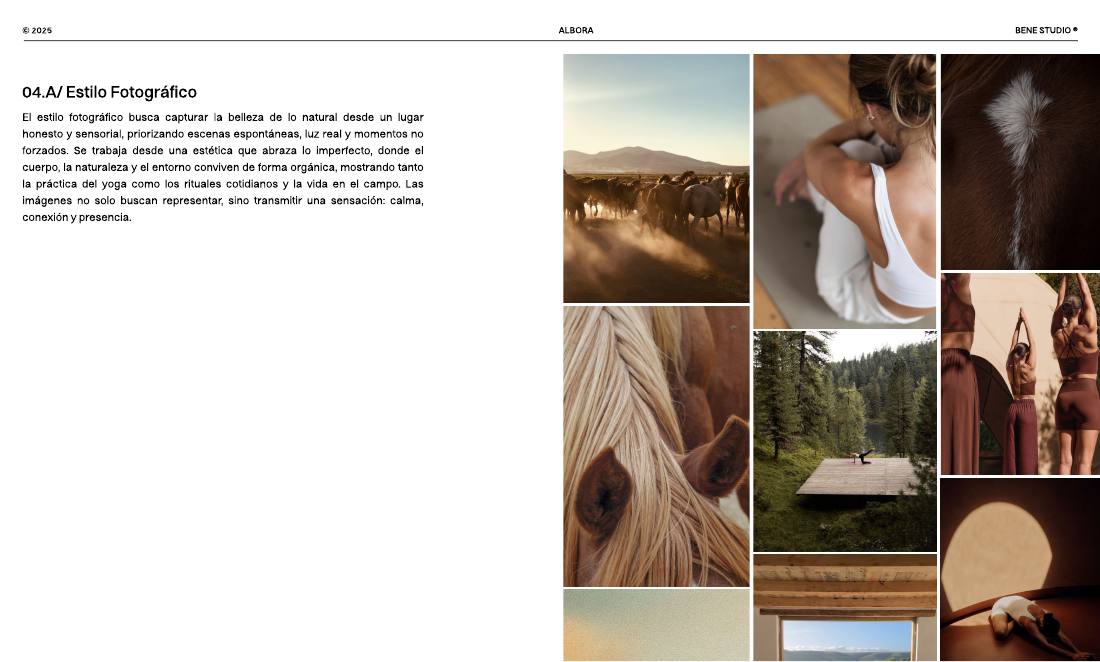 © 2025
ALBORA
BENE STUDIO ®
04.A/ Estilo Fotográfico
El estilo fotográfico busca capturar la belleza de lo natural desde un lugar
honesto y sensorial, priorizando escenas espontáneas, luz real y momentos no
forzados. Se trabaja desde una estética que abraza lo imperfecto, donde el
cuerpo, la naturaleza y el entorno conviven de forma orgánica, mostrando tanto
la práctica del yoga como los rituales cotidianos y la vida en el campo. Las
imágenes no solo buscan representar, sino transmitir una sensación: calma,
conexión y presencia.